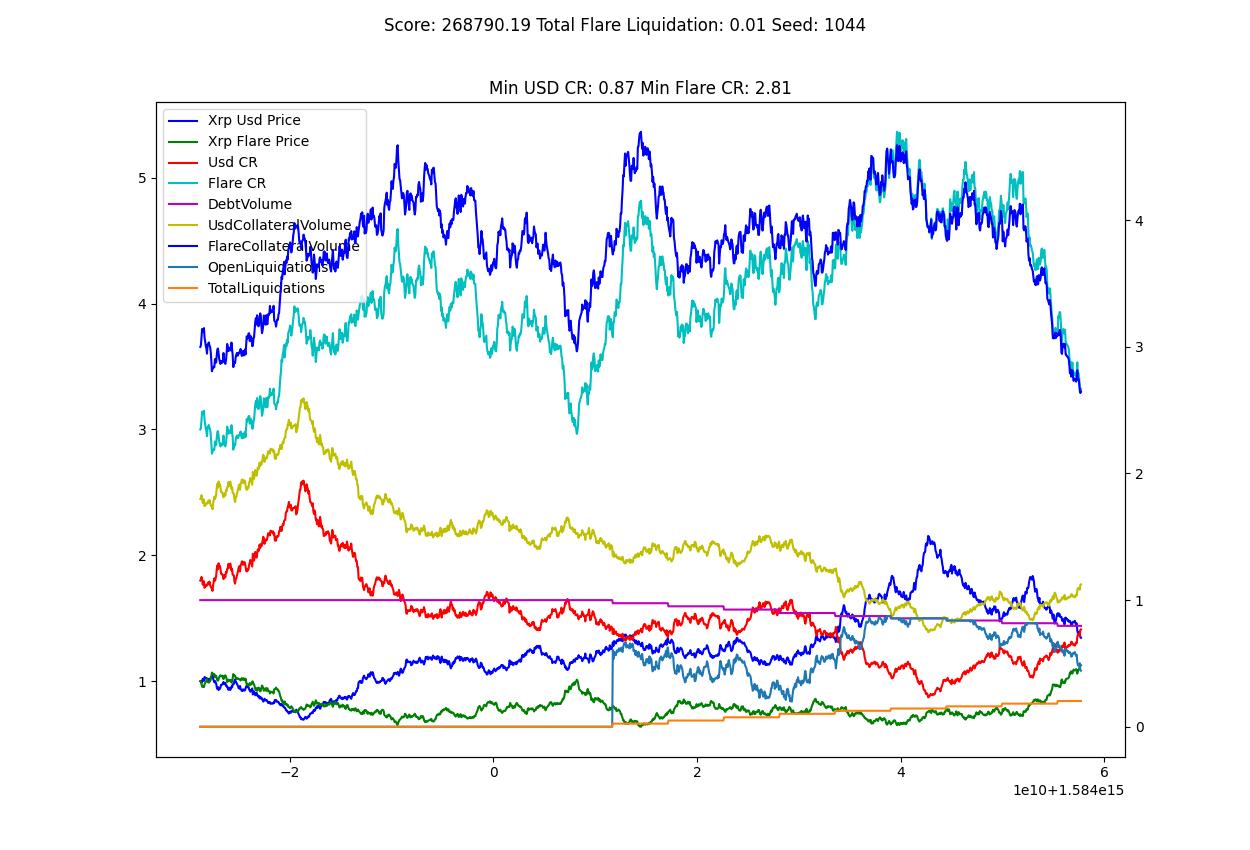 Score: 268790.19 Total Flare Liquidation: 0.01 Seed: 1044
Min USD CR: 0.87 Min Flare CR: 2.81
Xrp Usd Price
Xrp Flare Price
Usd CR
Flare CR
DebtVolume
UsdCollateralVolume
FlareCollateralVolume
OpenLiquidations
TotalLiquidations
5
4
3
2
1
4
3
2
1
0
−2
0
2
4
6
1e10+1.584e15